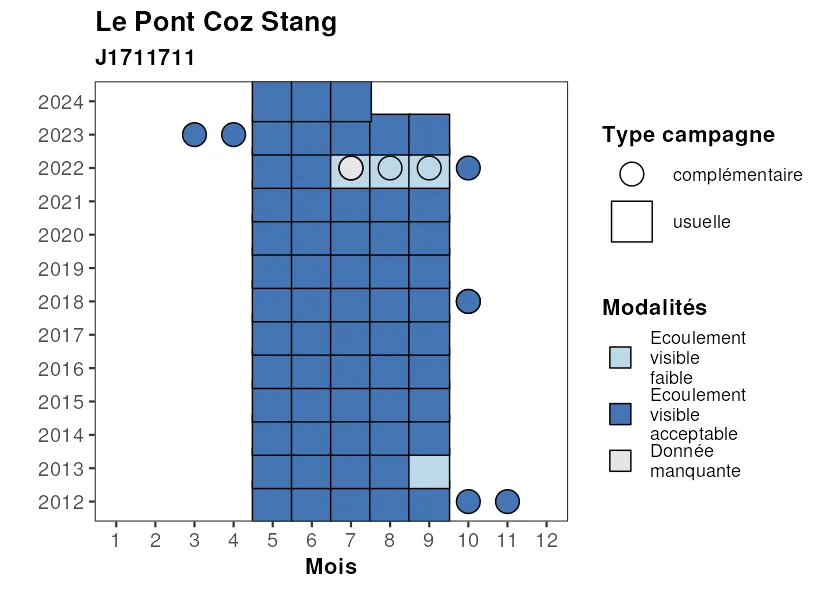 Le Pont Coz Stang
J1711711
2024
2023
2022
2021
2020
2019
2018
2017
2016
2015
2014
2013
2012
1 2 3 4 5 6 7 8 9 10 11 12
Mois
Type campagne
complémentaire
usuelle
Modalités
Ecoulement
visible
faible
Ecoulement
visible
acceptable
Donnée
manquante